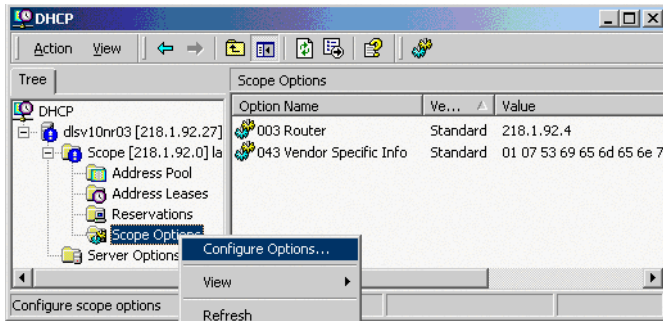 DHCP
Action View
Tree
Scope Options
DHCP
dlsv10nr03 [218.1.92.27]
Scope [218.1.92.0] la
Address Pool
Address Leases
Reservations
Scope Options
Server Options
Option Name Ve... Value
003 Router Standard 218.1.92.4
043 Vendor Specific Info Standard 01 07 53 69 65 6d 65 6e 7
Configure Options...
View
Refresh
Configure scope options